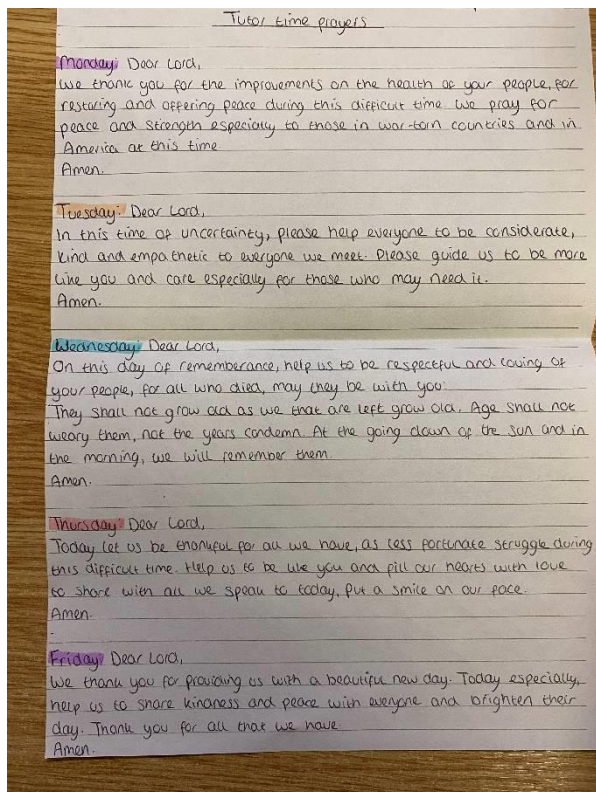 Tutor time prayers
Monday: Dear Lord,
We thank you for the improvements on the health of your people, for
restoring and offering peace during this difficult time. We pray for
peace and strength especially to those in war-torn countries and in
America at this time.
Amen.
Tuesday: Dear Lord,
In this time of uncertainty, please help everyone to be considerate,
kind and empathetic to everyone we meet. Please guide us to be more
like you and care especially for those who may need it.
Amen.
Wednesday: Dear Lord,
On this day of rememberance, help us to be respectful and loving of
your people, for all who died, may they be with you.
They shall not grow old as we that are left grow old. Age shall not
weary them, not the years condemn. At the going down of the sun and in
the morning, we will remember them.
Amen.
Thursday: Dear Lord,
Today let us be thankful for all we have, as less fortunate struggle during
this difficult time. Help us to be like you and fill our hearts with love
to share with all we speak to today, put a smile on our face.
Amen.
Friday: Dear Lord,
We thank you for providing us with a beautiful new day. Today especially,
help us to share kindness and peace with everyone and brighten their
day. Thank you for all that we have.
Amen.